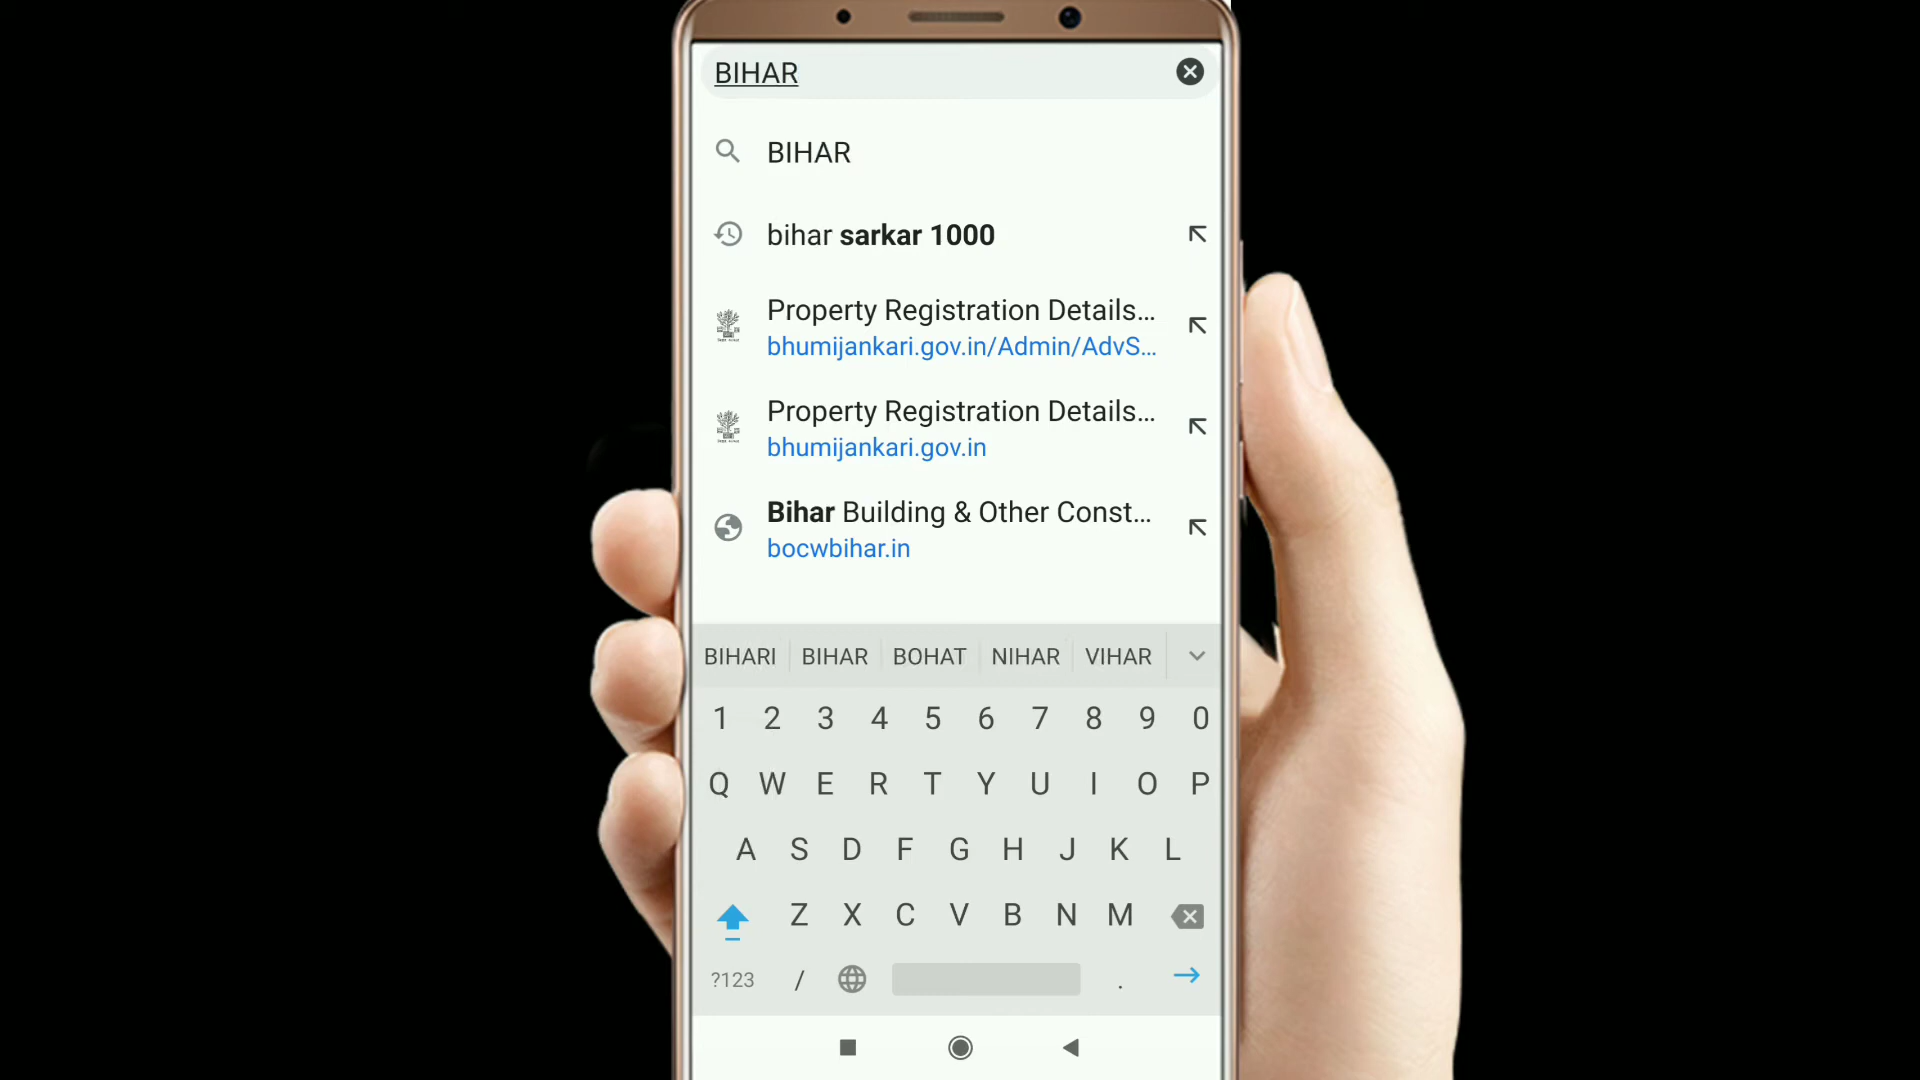 BIHAR
BIHAR
bihar sarkar 1000
Property Registration Details...
bhumijankari.gov.in/Admin/AdvS...
Property Registration Details...
bhumijankari.gov.in
Bihar Building & Other Const...
bocwbihar.in
BIHARI BIHAR BOHAT NIHAR VIHAR
1 2 3 4 5 6 7 8 9 0
Q W E R T Y U I O P
A S D F G H J K L
Z X C V B N M
?123 / .